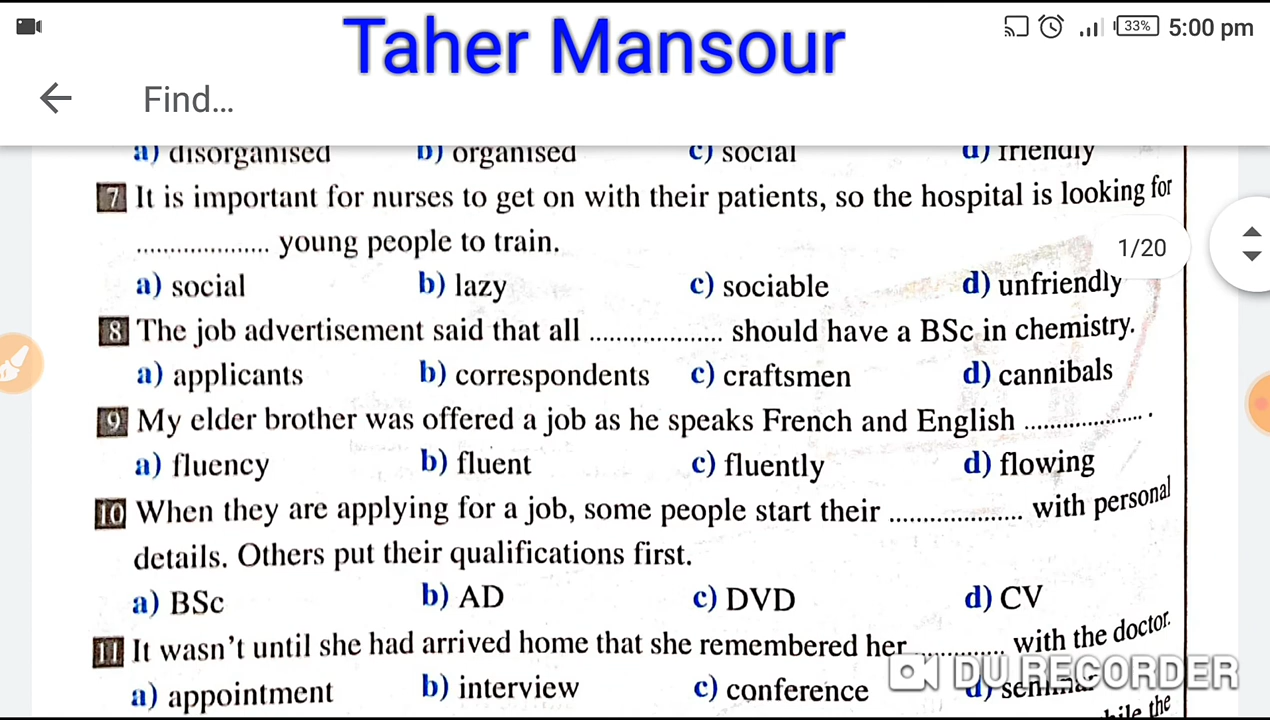 Taher Mansour
33% 5:00 pm
Find...
a) disorganised b) organised c) social d) friendly
7 It is important for nurses to get on with their patients, so the hospital is looking for
.................... young people to train.
1/20
a) social b) lazy c) sociable d) unfriendly
8 The job advertisement said that all .................... should have a BSc in chemistry.
a) applicants b) correspondents c) craftsmen d) cannibals
9 My elder brother was offered a job as he speaks French and English .................. .
a) fluency b) fluent c) fluently d) flowing
10 When they are applying for a job, some people start their .................... with personal
details. Others put their qualifications first.
a) BSc b) AD c) DVD d) CV
11 It wasn't until she had arrived home that she remembered her .............. with the doctor.
DU RECORDER
a) appointment b) interview c) conference d)
the